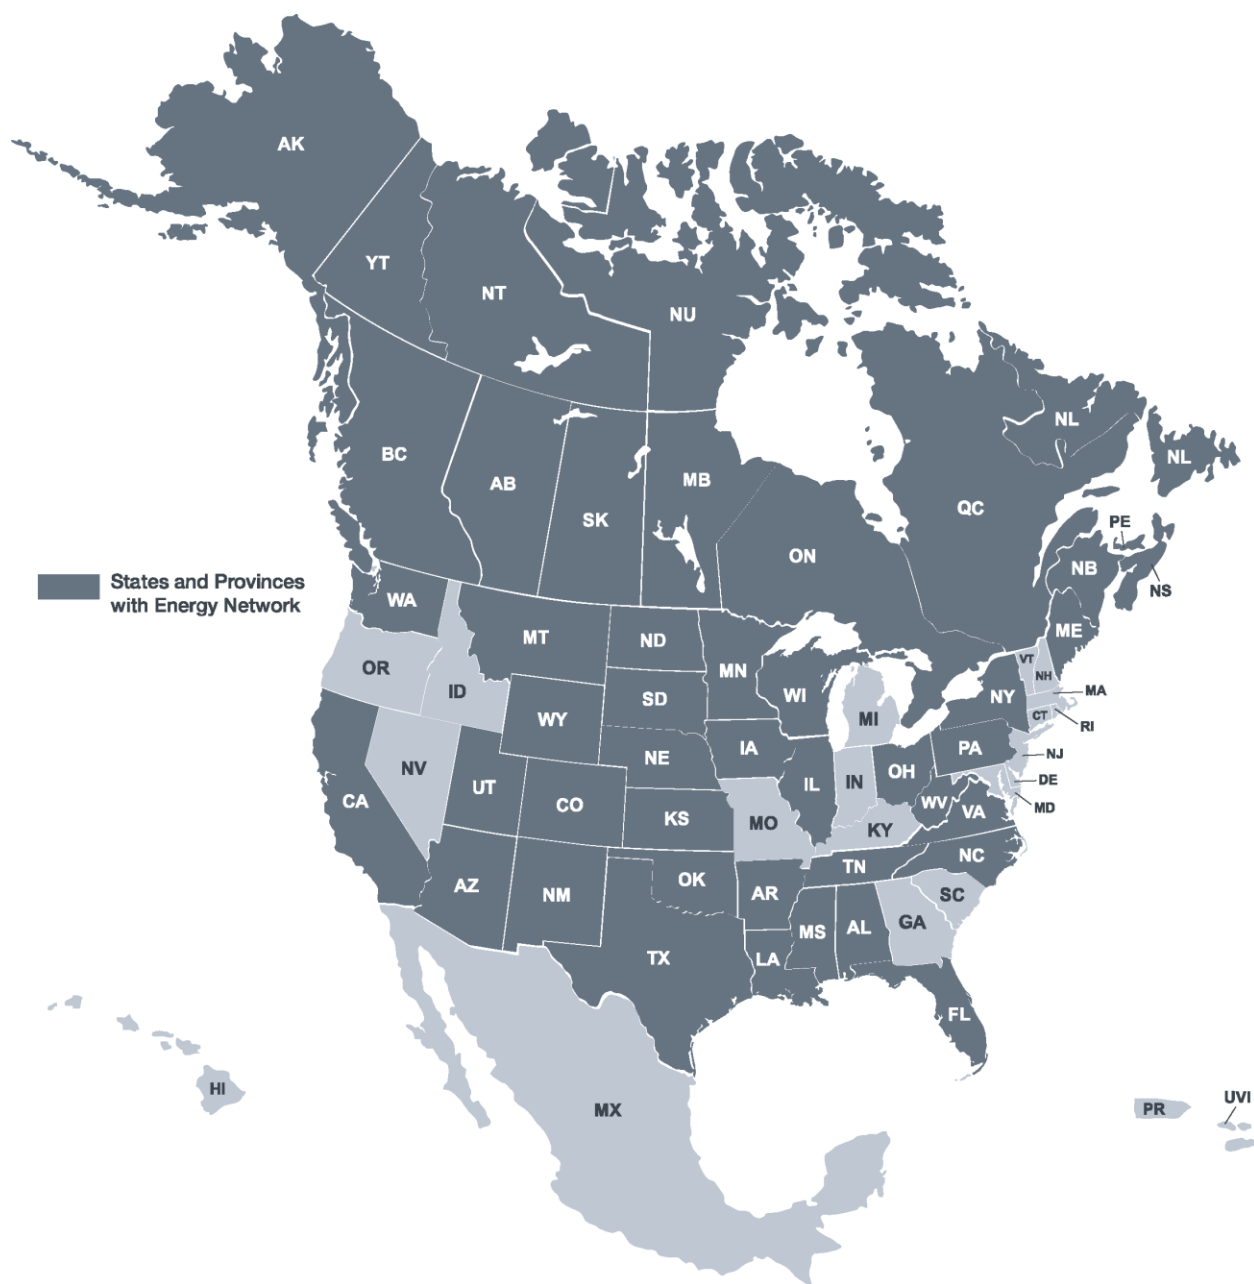 AK
YT
NT
NU
NL
NL
BC
AB
MB
SK
QC
ON
PE
NB
NS
States and Provinces
with Energy Network
WA
MT
ND
MN
ME
OR
ID
SD
WI
MI
NY
VT
NH
MA
CT
RI
WY
NE
IA
PA
NJ
NV
UT
CO
KS
IL
IN
OH
DE
WV
MD
VA
CA
MO
KY
AZ
NM
OK
AR
TN
NC
SC
TX
LA
MS
AL
GA
FL
HI
MX
PR
UVI